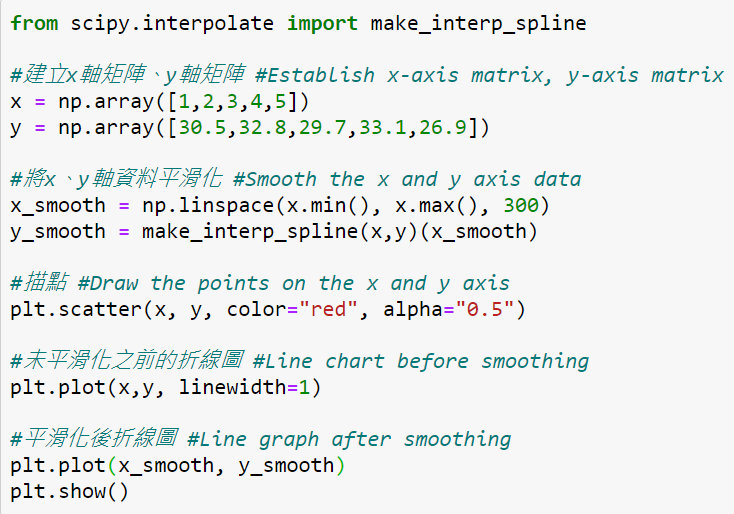 from scipy.interpolate import make_interp_spline
#建立x軸矩陣、y軸矩陣 #Establish x-axis matrix, y-axis matrix
x = np.array([1,2,3,4,5])
y = np.array([30.5,32.8,29.7,33.1,26.9])
#將x、y軸資料平滑化 #Smooth the x and y axis data
x_smooth = np.linspace(x.min(), x.max(), 300)
y_smooth = make_interp_spline(x,y)(x_smooth)
#描點 #Draw the points on the x and y axis
plt.scatter(x, y, color="red", alpha="0.5")
#未平滑化之前的折線圖 #Line chart before smoothing
plt.plot(x,y, linewidth=1)
#平滑化後折線圖 #Line graph after smoothing
plt.plot(x_smooth, y_smooth)
plt.show()